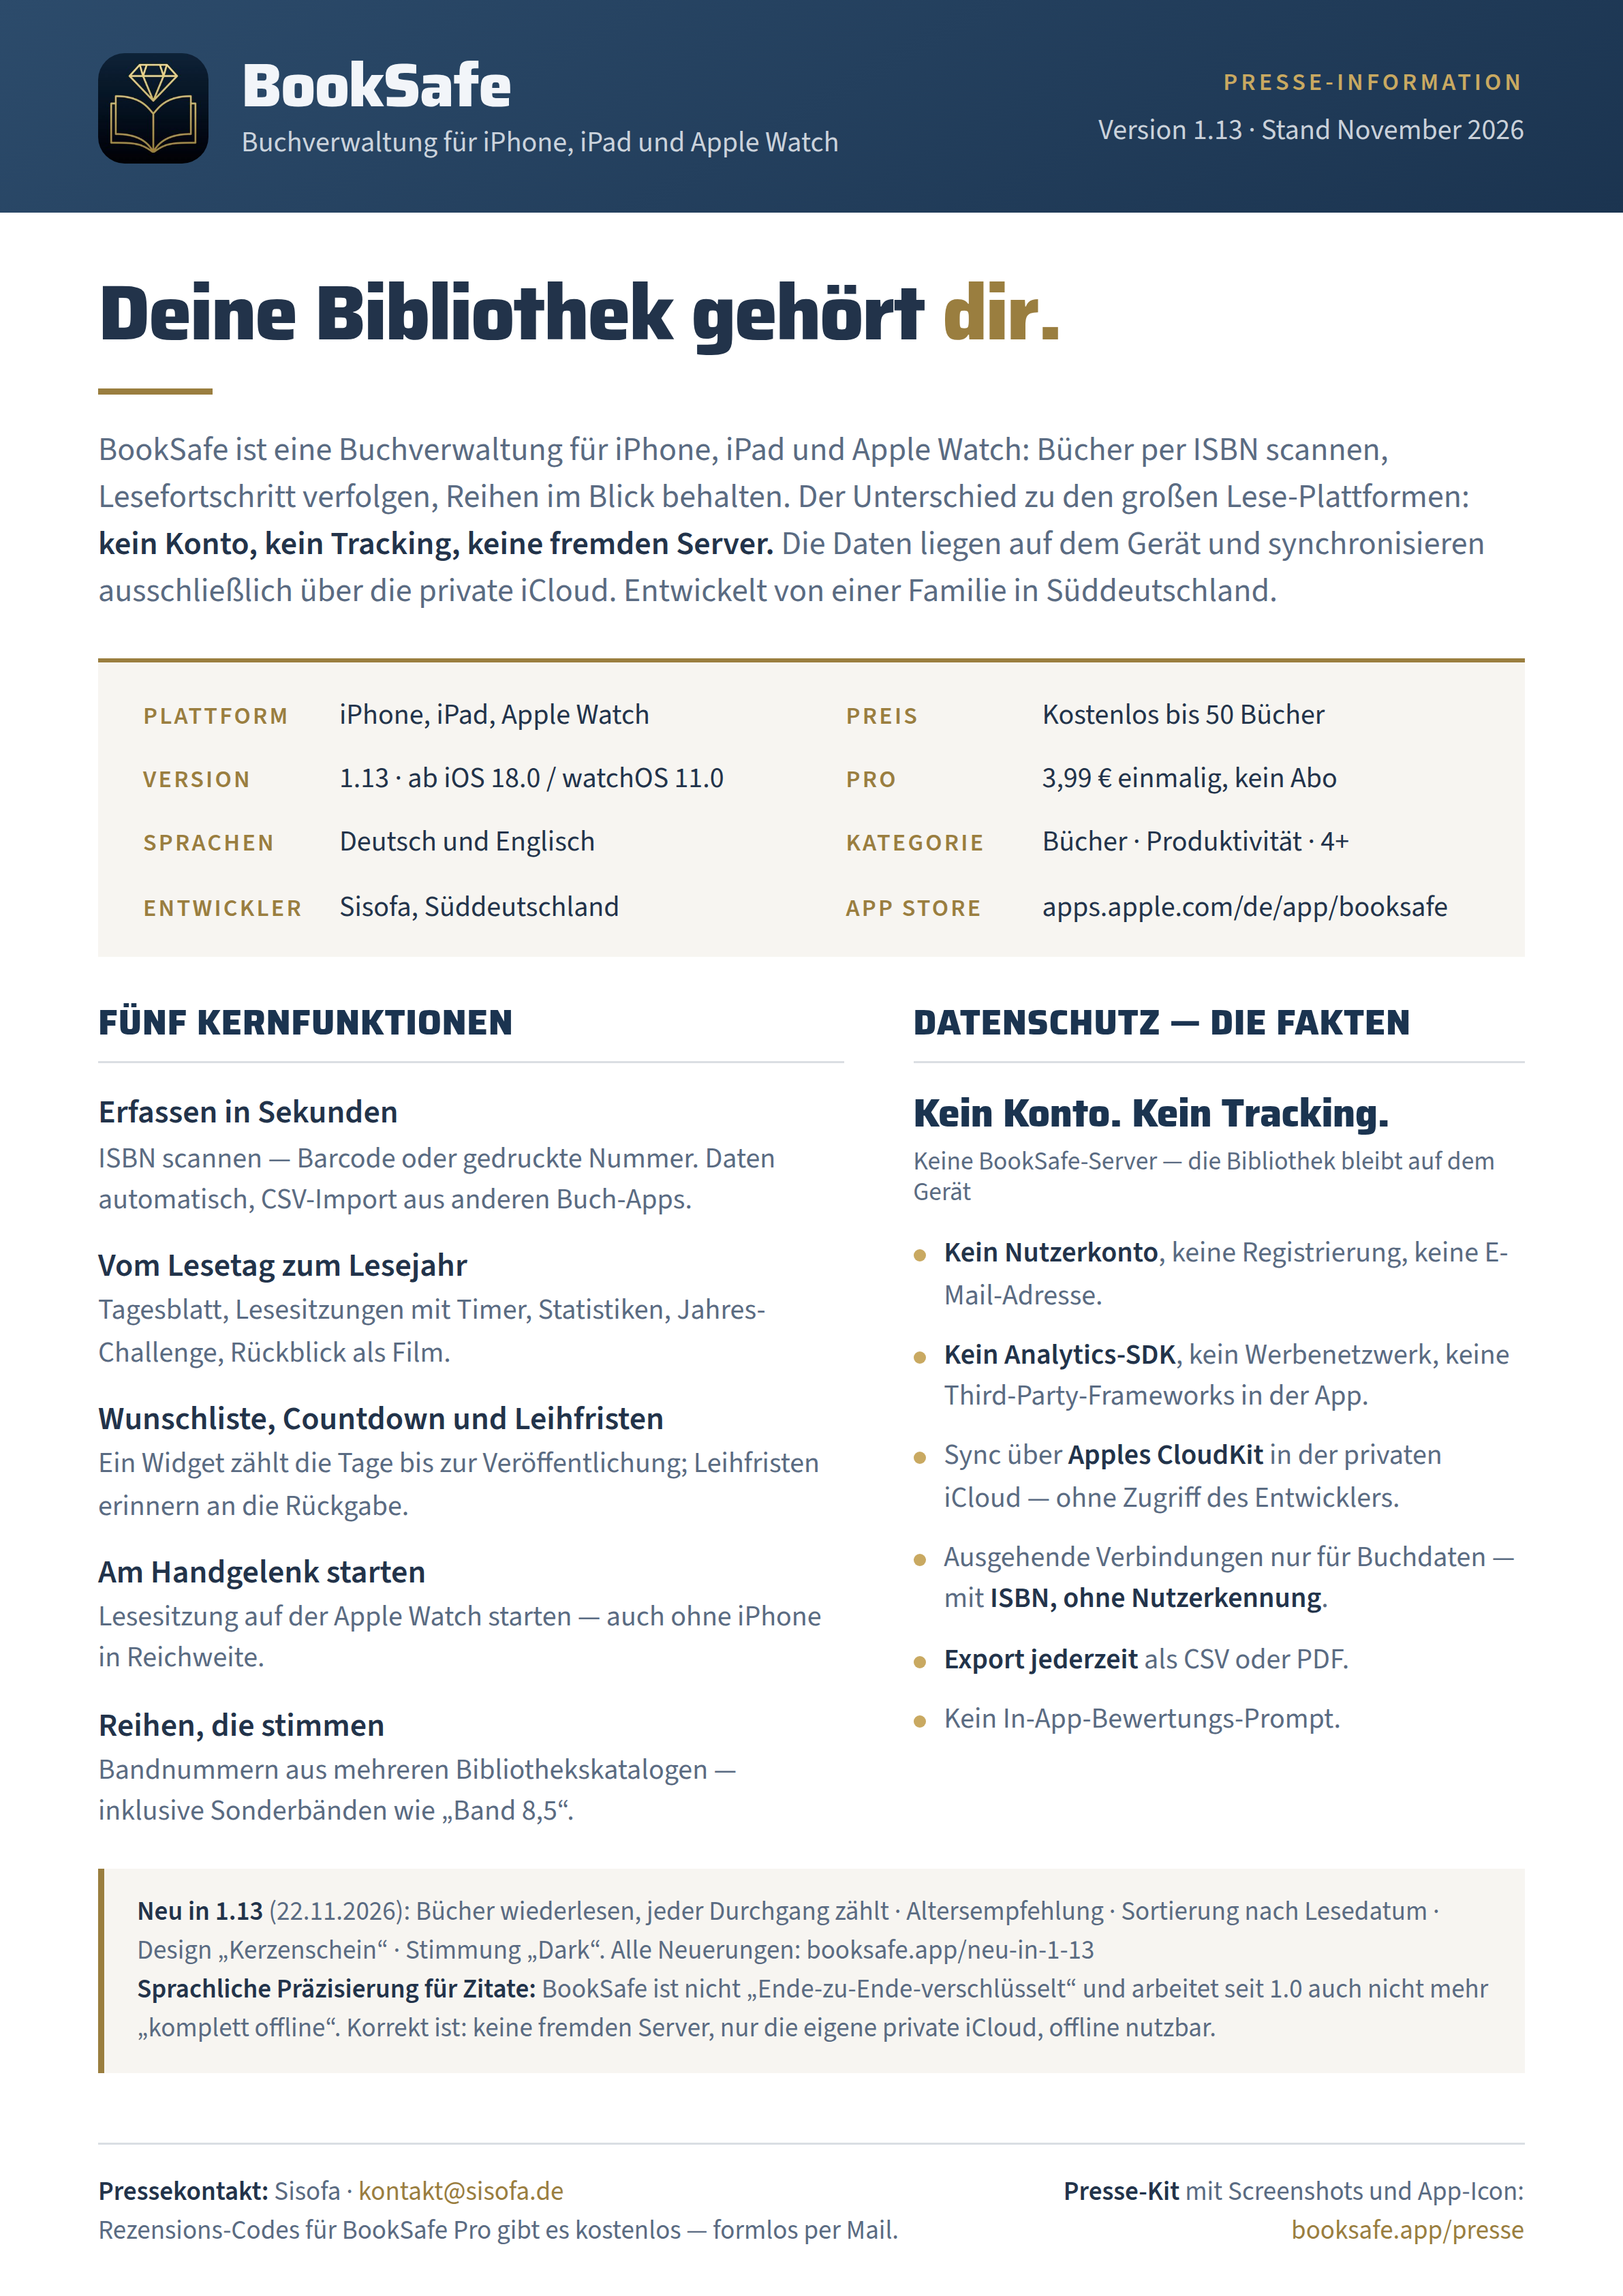 BookSafe
Buchverwaltung für iPhone, iPad und Apple Watch
PRESSE-INFORMATION
Version 1.13 · Stand November 2026
Deine Bibliothek gehört dir.
BookSafe ist eine Buchverwaltung für iPhone, iPad und Apple Watch: Bücher per ISBN scannen,
Lesefortschritt verfolgen, Reihen im Blick behalten. Der Unterschied zu den großen Lese-Plattformen:
kein Konto, kein Tracking, keine fremden Server. Die Daten liegen auf dem Gerät und synchronisieren
ausschließlich über die private iCloud. Entwickelt von einer Familie in Süddeutschland.
PLATTFORM iPhone, iPad, Apple Watch
PREIS Kostenlos bis 50 Bücher
VERSION 1.13 · ab iOS 18.0 / watchOS 11.0
PRO 3,99 € einmalig, kein Abo
SPRACHEN Deutsch und Englisch
KATEGORIE Bücher · Produktivität · 4+
ENTWICKLER Sisofa, Süddeutschland
APP STORE apps.apple.com/de/app/booksafe
FÜNF KERNFUNKTIONEN
Erfassen in Sekunden
ISBN scannen — Barcode oder gedruckte Nummer. Daten
automatisch, CSV-Import aus anderen Buch-Apps.
Vom Lesetag zum Lesejahr
Tagesblatt, Lesesitzungen mit Timer, Statistiken, Jahres-
Challenge, Rückblick als Film.
Wunschliste, Countdown und Leihfristen
Ein Widget zählt die Tage bis zur Veröffentlichung; Leihfristen
erinnern an die Rückgabe.
Am Handgelenk starten
Lesesitzung auf der Apple Watch starten — auch ohne iPhone
in Reichweite.
Reihen, die stimmen
Bandnummern aus mehreren Bibliothekskatalogen —
inklusive Sonderbänden wie „Band 8,5“.
DATENSCHUTZ — DIE FAKTEN
Kein Konto. Kein Tracking.
Keine BookSafe-Server — die Bibliothek bleibt auf dem
Gerät
Kein Nutzerkonto, keine Registrierung, keine E-
Mail-Adresse.
Kein Analytics-SDK, kein Werbenetzwerk, keine
Third-Party-Frameworks in der App.
Sync über Apples CloudKit in der privaten
iCloud — ohne Zugriff des Entwicklers.
Ausgehende Verbindungen nur für Buchdaten —
mit ISBN, ohne Nutzerkennung.
Export jederzeit als CSV oder PDF.
Kein In-App-Bewertungs-Prompt.
Neu in 1.13 (22.11.2026): Bücher wiederlesen, jeder Durchgang zählt · Altersempfehlung · Sortierung nach Lesedatum ·
Design „Kerzenschein“ · Stimmung „Dark“. Alle Neuerungen: booksafe.app/neu-in-1-13
Sprachliche Präzisierung für Zitate: BookSafe ist nicht „Ende-zu-Ende-verschlüsselt“ und arbeitet seit 1.0 auch nicht mehr
„komplett offline“. Korrekt ist: keine fremden Server, nur die eigene private iCloud, offline nutzbar.
Pressekontakt: Sisofa · kontakt@sisofa.de
Rezensions-Codes für BookSafe Pro gibt es kostenlos — formlos per Mail.
Presse-Kit mit Screenshots und App-Icon:
booksafe.app/presse